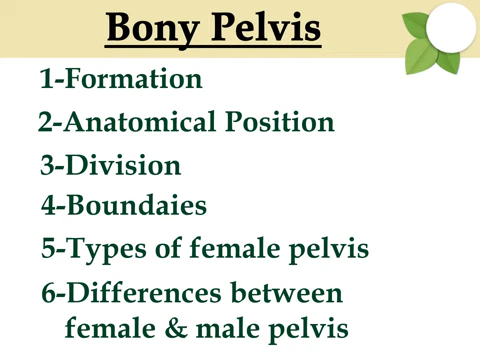 Bony Pelvis
1-Formation
2-Anatomical Position
3-Division
4-Boundaies
5-Types of female pelvis
6-Differences between
female & male pelvis